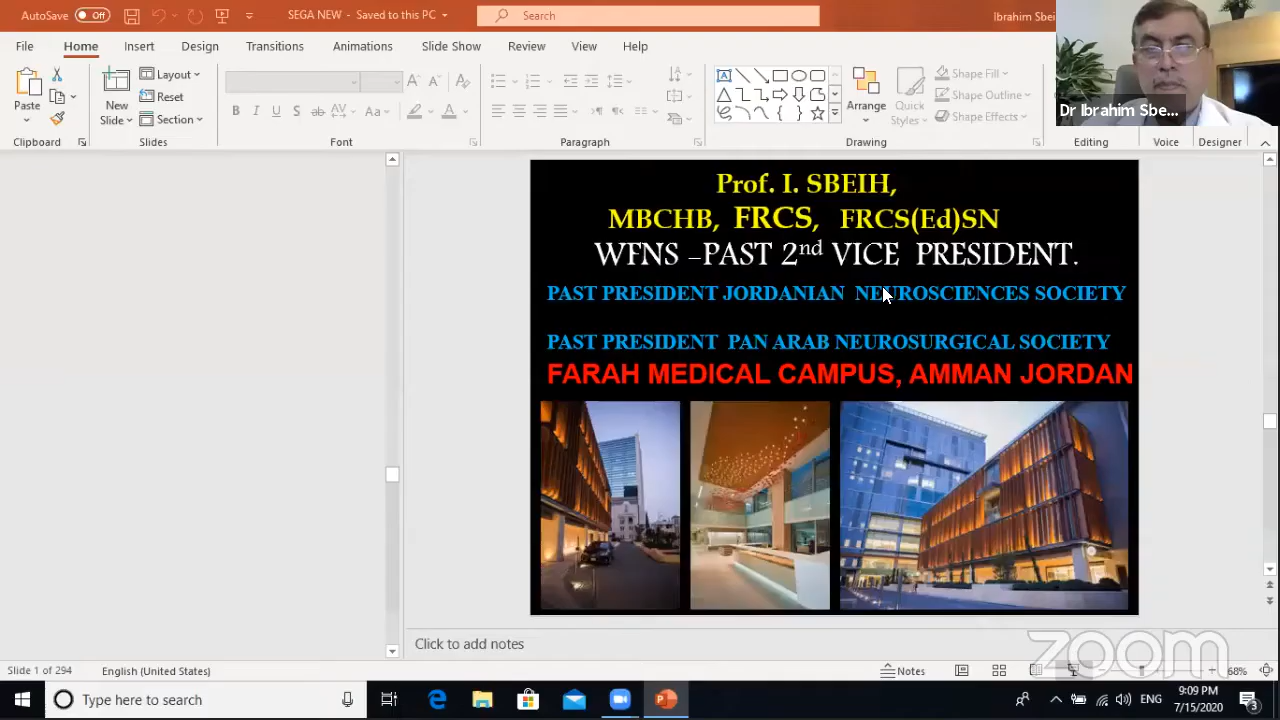 AutoSave Off SEGA NEW - Saved to this PC Search Ibrahim Sbei
File Home Insert Design Transitions Animations Slide Show Review View Help
Paste
New Slide
Layout
Reset
Section
Aa
Arrange
Quick Styles
Shape Fill
Shape Outline
Shape Effects
Dr Ibrahim Sbe...
Clipboard Slides Font Paragraph Drawing Editing Voice Designer
Prof. I. SBEIH,
MBCHB, FRCS, FRCS(Ed)SN
WFNS –PAST 2nd VICE PRESIDENT.
PAST PRESIDENT JORDANIAN NEUROSCIENCES SOCIETY
PAST PRESIDENT PAN ARAB NEUROSURGICAL SOCIETY
FARAH MEDICAL CAMPUS, AMMAN JORDAN
Click to add notes
zoom
Slide 1 of 294 English (United States) Notes 68%
Type here to search ENG 9:09 PM
7/15/2020
3